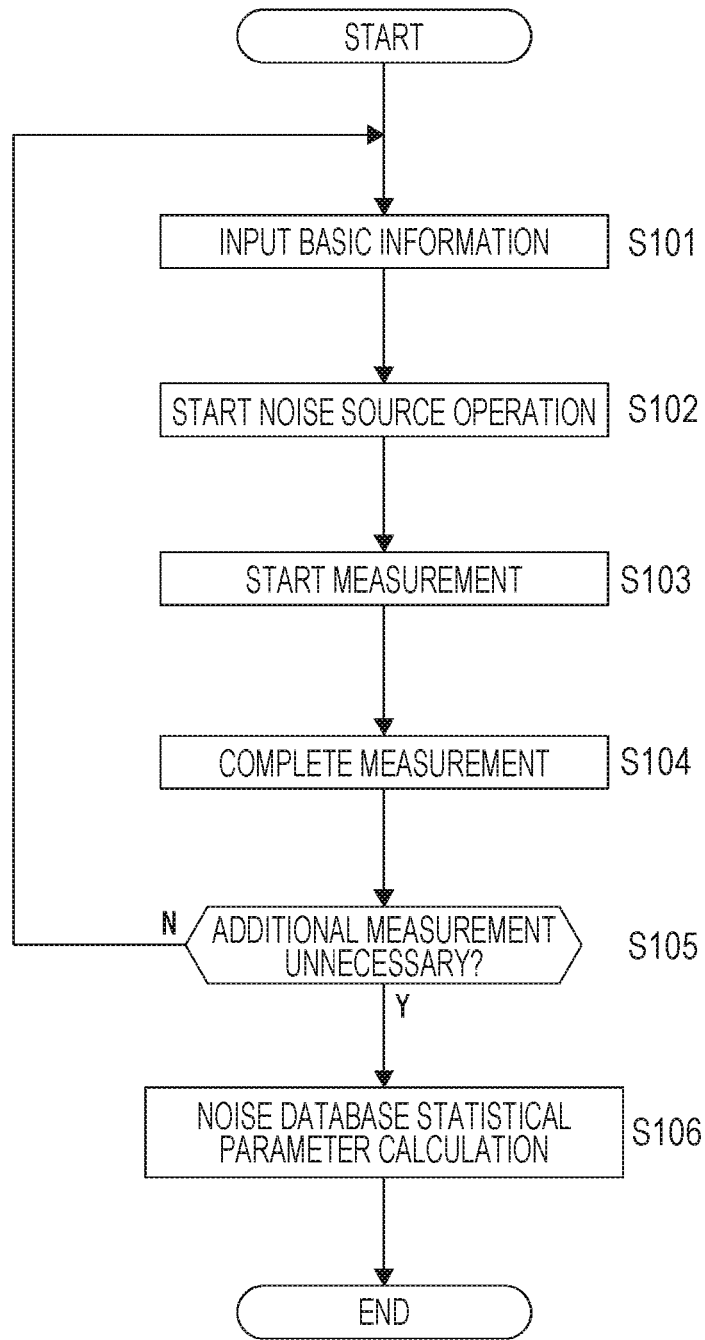 START
INPUT BASIC INFORMATION S101
START NOISE SOURCE OPERATION S102
START MEASUREMENT S103
COMPLETE MEASUREMENT S104
N
ADDITIONAL MEASUREMENT
UNNECESSARY?
S105
Y
NOISE DATABASE STATISTICAL
PARAMETER CALCULATION
S106
END